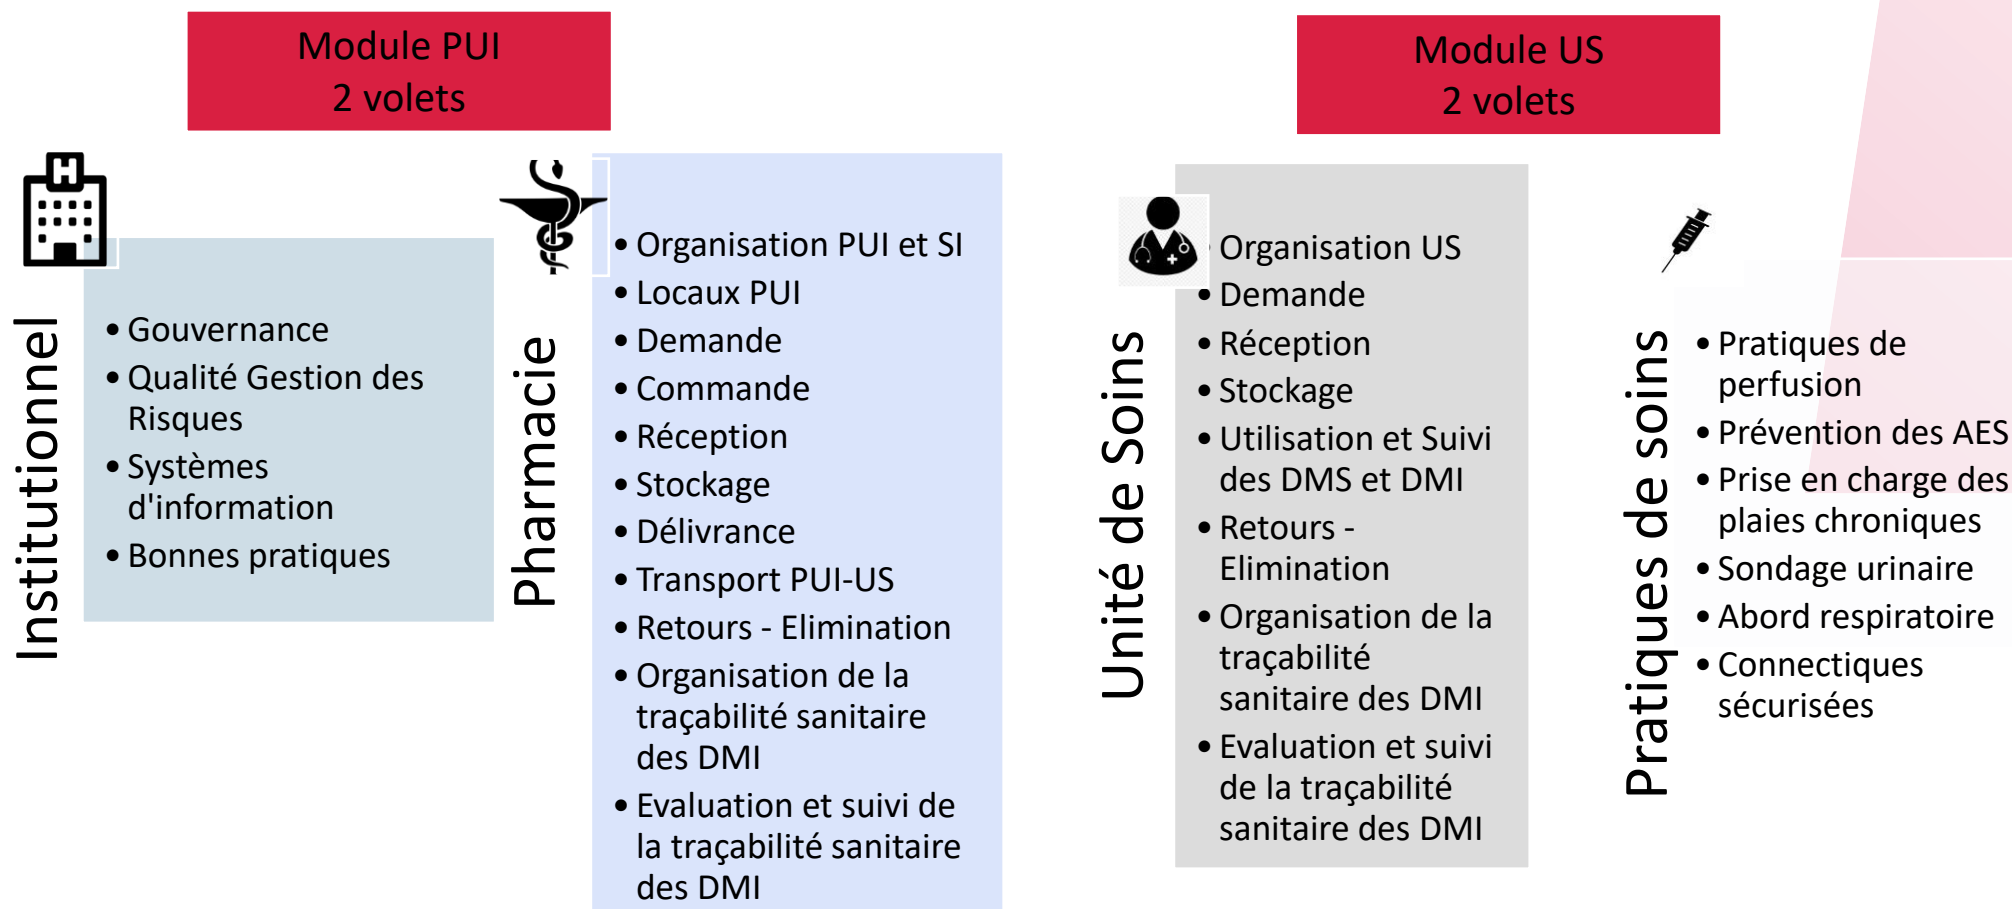 Module PUI
2 volets
Institutionnel
• Gouvernance
• Qualité Gestion des
Risques
• Systèmes
d'information
• Bonnes pratiques
Pharmacie
• Organisation PUI et SI
• Locaux PUI
• Demande
• Commande
• Réception
• Stockage
• Délivrance
• Transport PUI-US
• Retours - Elimination
• Organisation de la
traçabilité sanitaire
des DMI
• Evaluation et suivi de
la traçabilité sanitaire
des DMI
Module US
2 volets
Unité de Soins
• Organisation US
• Demande
• Réception
• Stockage
• Utilisation et Suivi
des DMS et DMI
• Retours -
Elimination
• Organisation de la
traçabilité
sanitaire des DMI
• Evaluation et suivi
de la traçabilité
sanitaire des DMI
Pratiques de soins
• Pratiques de
perfusion
• Prévention des AES
• Prise en charge des
plaies chroniques
• Sondage urinaire
• Abord respiratoire
• Connectiques
sécurisées